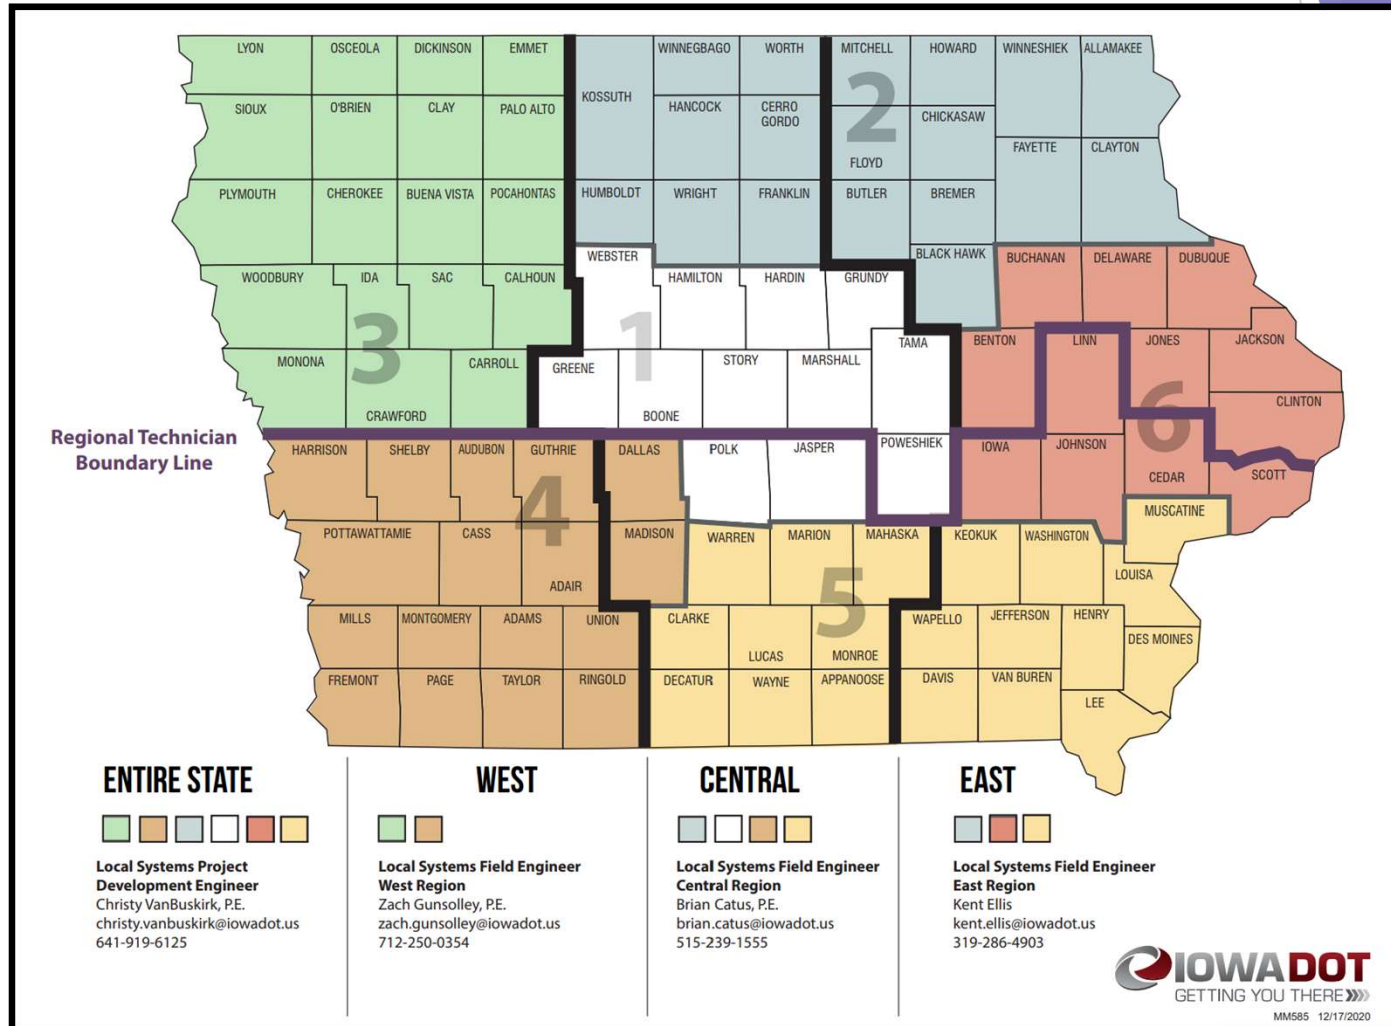 LYON
OSCEOLA
DICKINSON
EMMET
WINNEGBAGO
WORTH
MITCHELL
HOWARD
WINNESHIEK
ALLAMAKEE
KOSSUTH
SIOUX
O'BRIEN
CLAY
PALO ALTO
HANCOCK
CERRO
GORDO
2
CHICKASAW
FLOYD
FAYETTE
CLAYTON
PLYMOUTH
CHEROKEE
BUENA VISTA
POCAHONTAS
HUMBOLDT
WRIGHT
FRANKLIN
BUTLER
BREMER
WEBSTER
BLACK HAWK
BUCHANAN
DELAWARE
DUBUQUE
WOODBURY
IDA
SAC
CALHOUN
HAMILTON
HARDIN
GRUNDY
3
1
TAMA
BENTON
LINN
JONES
JACKSON
MONONA
CARROLL
GREENE
STORY
MARSHALL
CRAWFORD
BOONE
6
CLINTON
Regional Technician
Boundary Line
HARRISON
SHELBY
AUDUBON
GUTHRIE
DALLAS
POLK
JASPER
POWESHIEK
IOWA
JOHNSON
CEDAR
SCOTT
4
MUSCATINE
POTTAWATTAMIE
CASS
ADAIR
MADISON
WARREN
MARION
MAHASKA
KEOKUK
WASHINGTON
LOUISA
5
MILLS
MONTGOMERY
ADAMS
UNION
CLARKE
LUCAS
MONROE
WAPELLO
JEFFERSON
HENRY
DES MOINES
FREMONT
PAGE
TAYLOR
RINGOLD
DECATUR
WAYNE
APPANOOSE
DAVIS
VAN BUREN
LEE
ENTIRE STATE
Local Systems Project
Development Engineer
Christy VanBuskirk, P.E.
christy.vanbuskirk@iowadot.us
641-919-6125
WEST
Local Systems Field Engineer
West Region
Zach Gunsolley, P.E.
zach.gunsolley@iowadot.us
712-250-0354
CENTRAL
Local Systems Field Engineer
Central Region
Brian Catus, P.E.
brian.catus@iowadot.us
515-239-1555
EAST
Local Systems Field Engineer
East Region
Kent Ellis
kent.ellis@iowadot.us
319-286-4903
IOWADOT
GETTING YOU THERE
MM585 12/17/2020